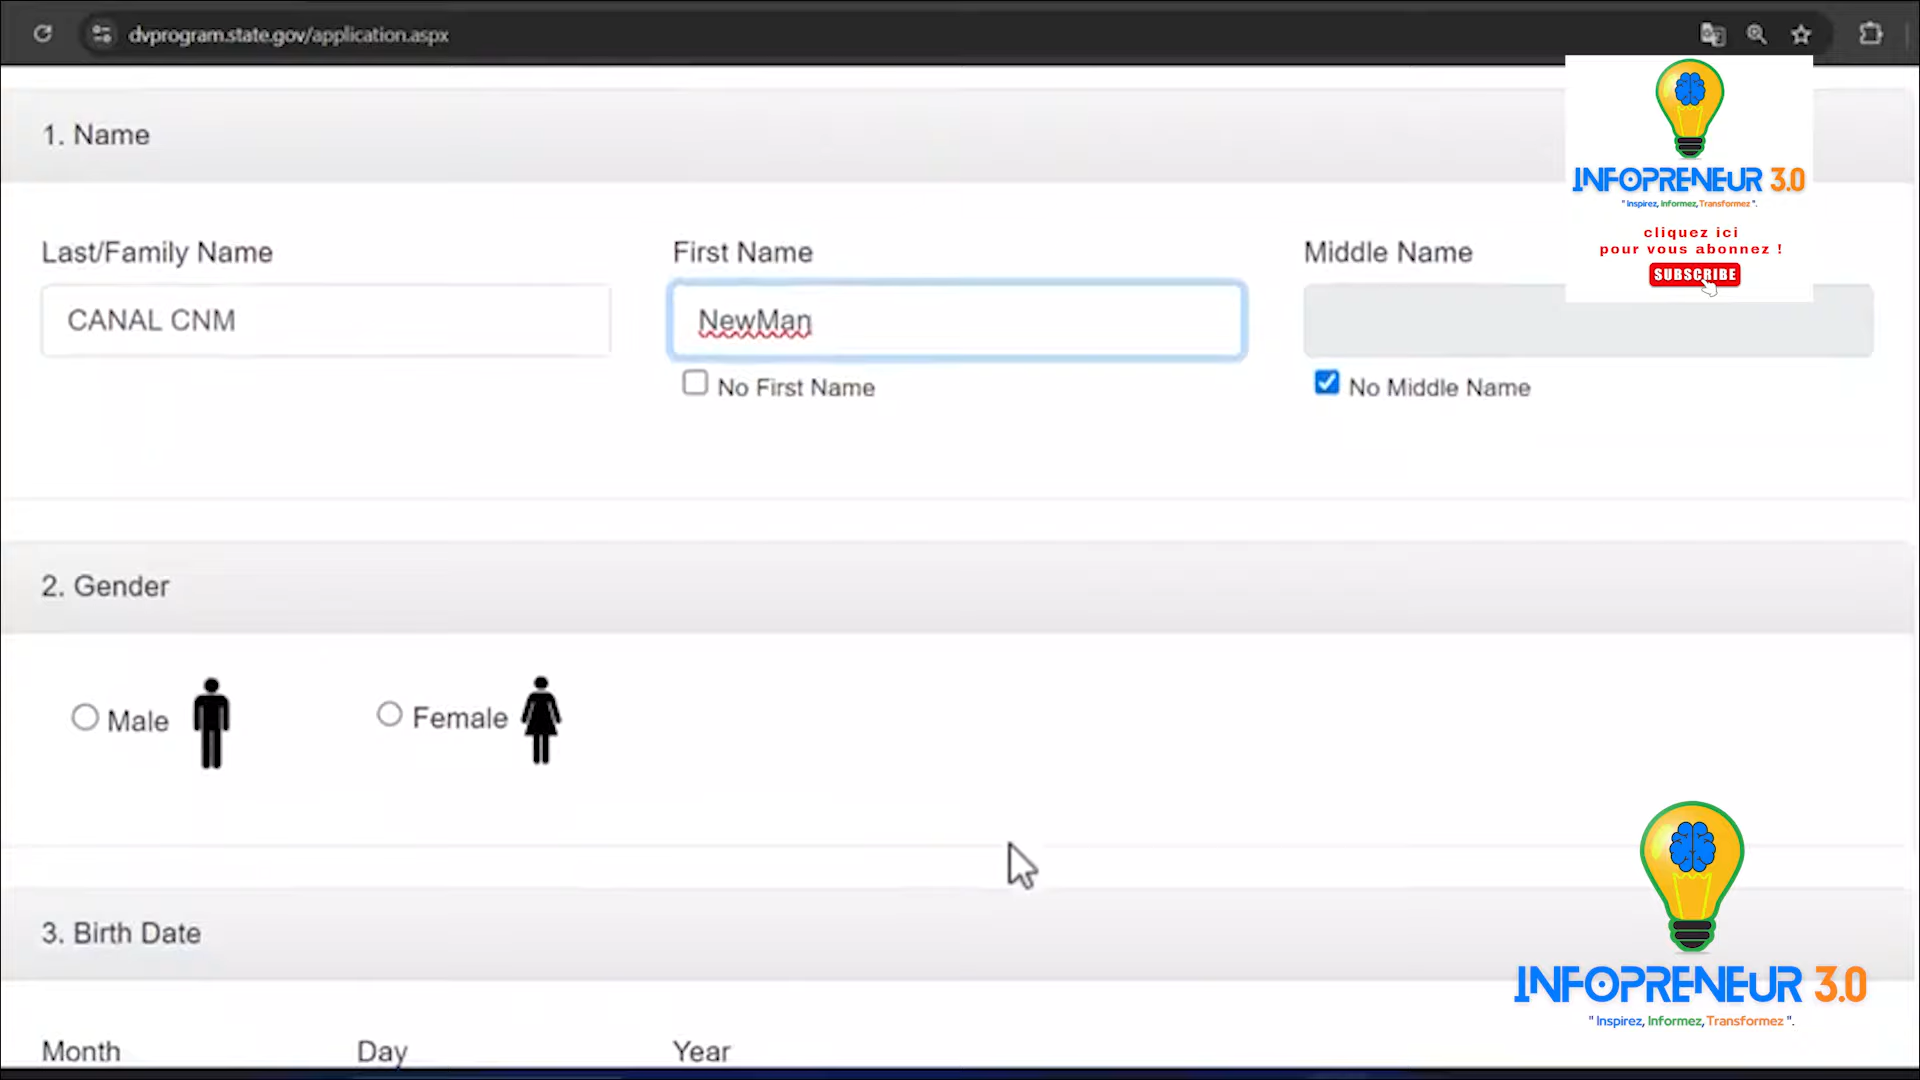 dvprogram.state.gov/application.aspx
1. Name
INFOPRENEUR 3.0
" Inspirez, Informez, Transformez ".
cliquez ici
pour vous abonnez !
SUBSCRIBE
Last/Family Name
First Name
Middle Name
CANAL CNM
NewMan
No First Name
No Middle Name
2. Gender
Male
Female
3. Birth Date
INFOPRENEUR 3.0
" Inspirez, Informez, Transformez ".
Month
Day
Year